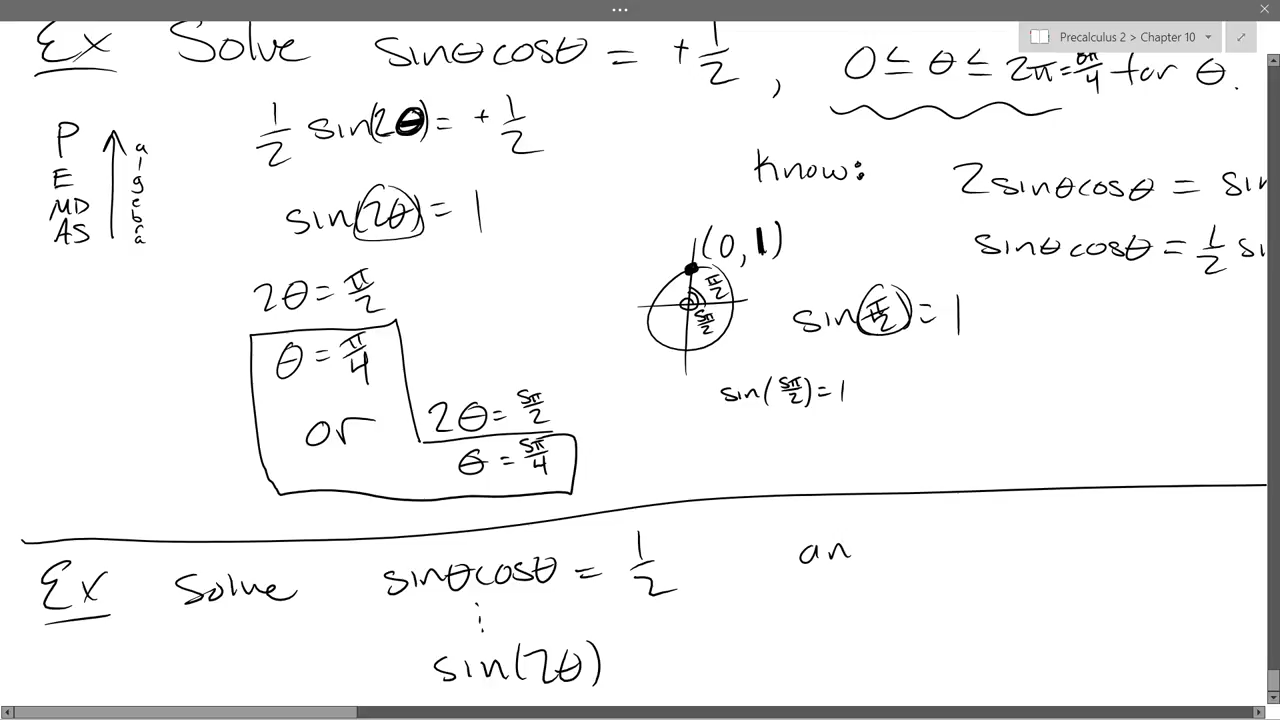 Precalculus 2 > Chapter 10
Ex Solve sinθcosθ = +1/2, 0 ≤ θ ≤ 2π = 8π/4 for θ.
1/2 sin(2θ) = +1/2
P
E
MD
AS
algebra
Know: 2sinθcosθ = sin
sin(2θ) = 1
sinθcosθ = 1/2 si
(0, 1)
π/2
5π/2
2θ = π/2
sin(π/2) = 1
θ = π/4
sin(5π/2) = 1
or
2θ = 5π/2
θ = 5π/4
Ex Solve sinθcosθ = 1/2 an
⋮
sin(2θ)